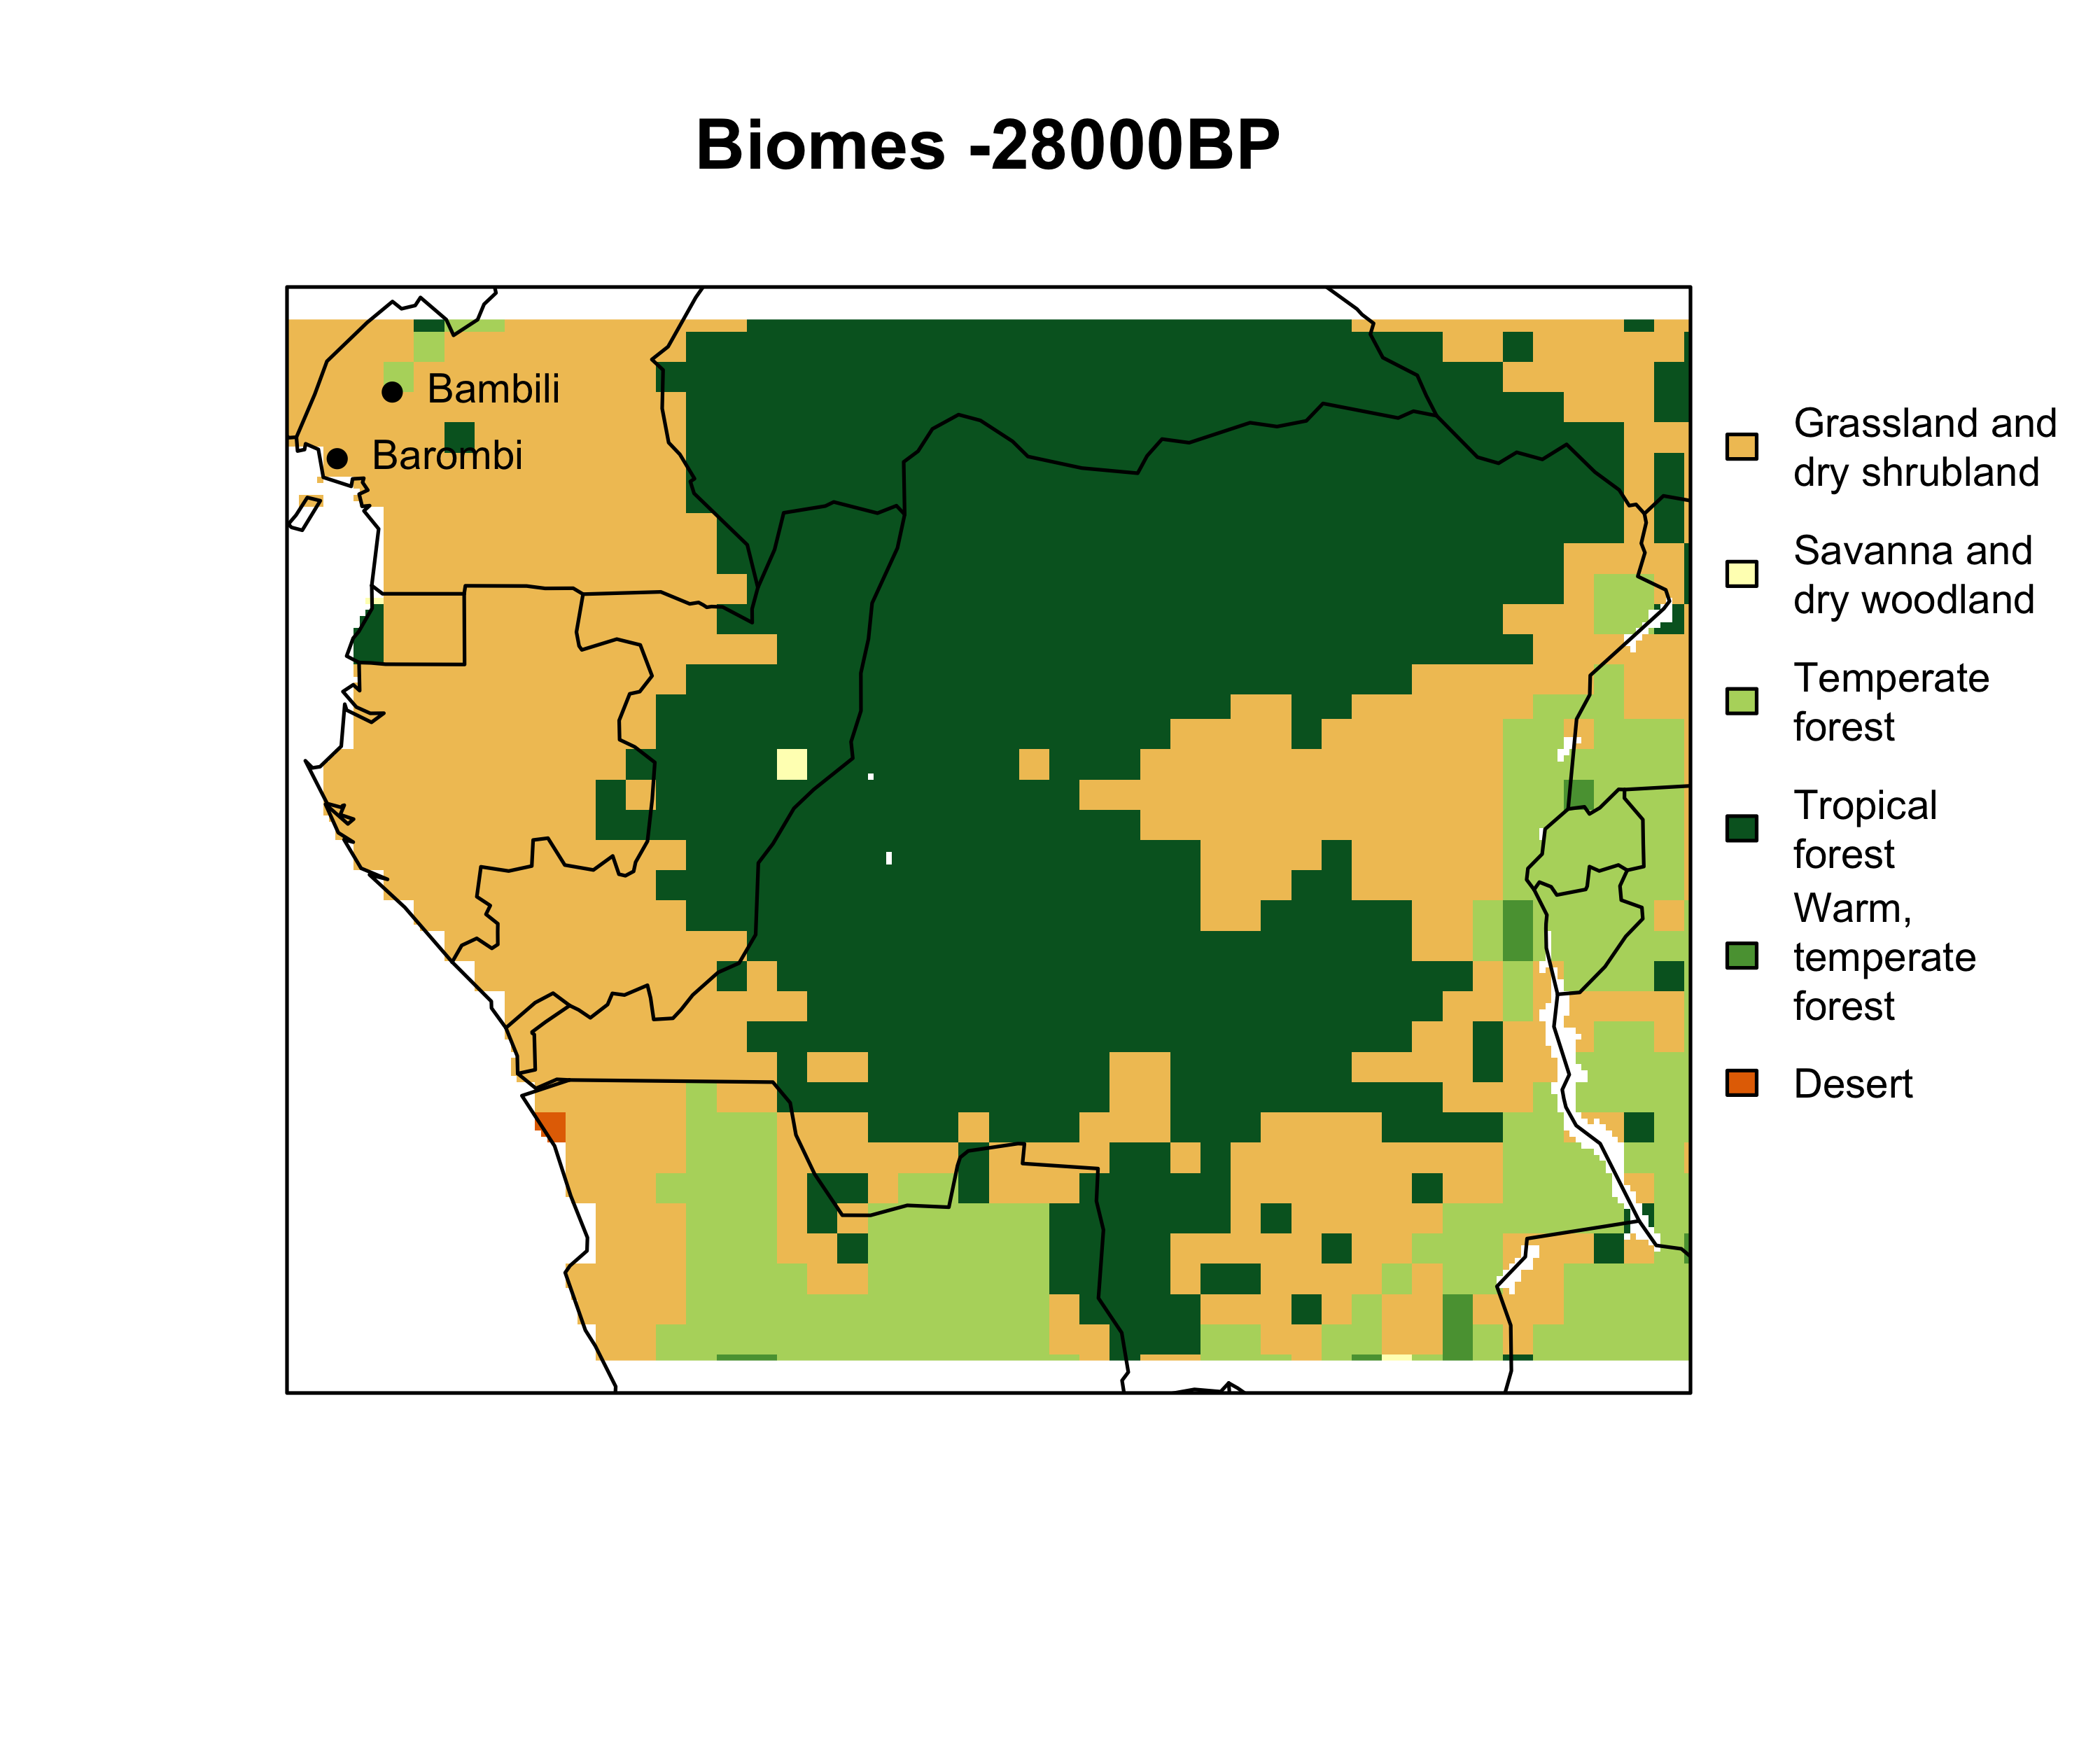 Biomes -28000BP
Bambili
Barombi
Grassland and
dry shrubland
Savanna and
dry woodland
Temperate
forest
Tropical
forest
Warm,
temperate
forest
Desert